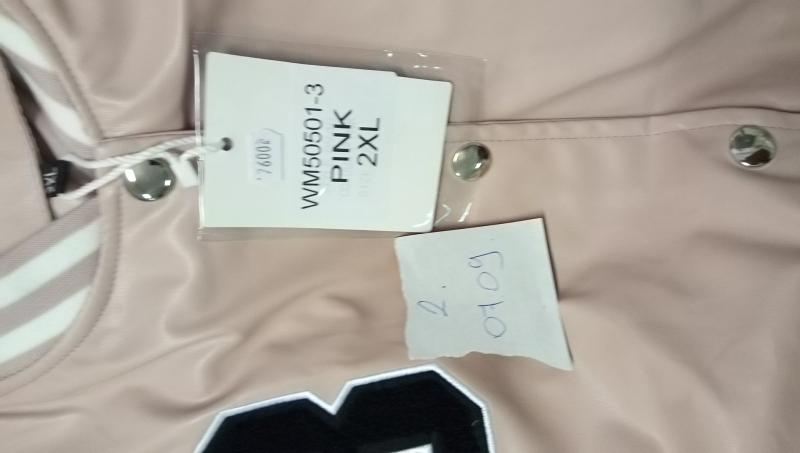 WM50501-3
PINK
2XL
2.
0709.